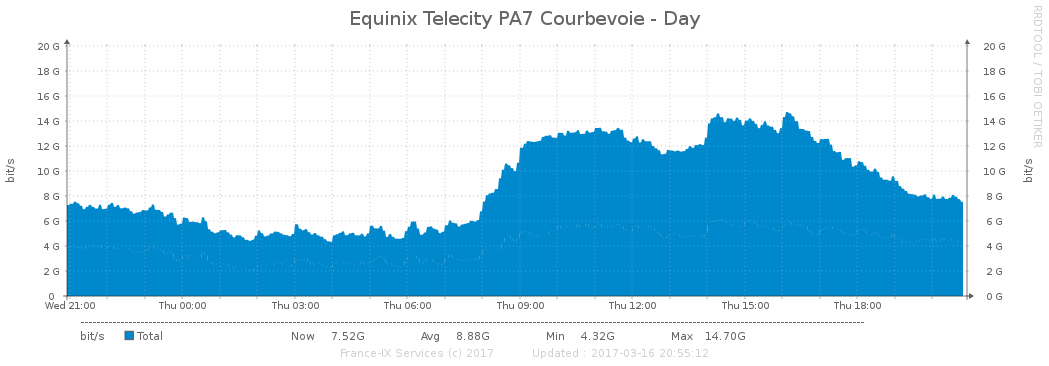 Equinix Telecity PA7 Courbevoie - Day
RRDTOOL / TOBI OETIKER
20 G 20 G
18 G 18 G
16 G 16 G
14 G 14 G
12 G 12 G
10 G 10 G
8 G 8 G
6 G 6 G
4 G 4 G
2 G 2 G
0 0 G
bit/s bit/s
Wed 21:00 Thu 00:00 Thu 03:00 Thu 06:00 Thu 09:00 Thu 12:00 Thu 15:00 Thu 18:00
bit/s Total Now 7.52G Avg 8.88G Min 4.32G Max 14.70G
France-IX Services (c) 2017 Updated : 2017-03-16 20:55:12